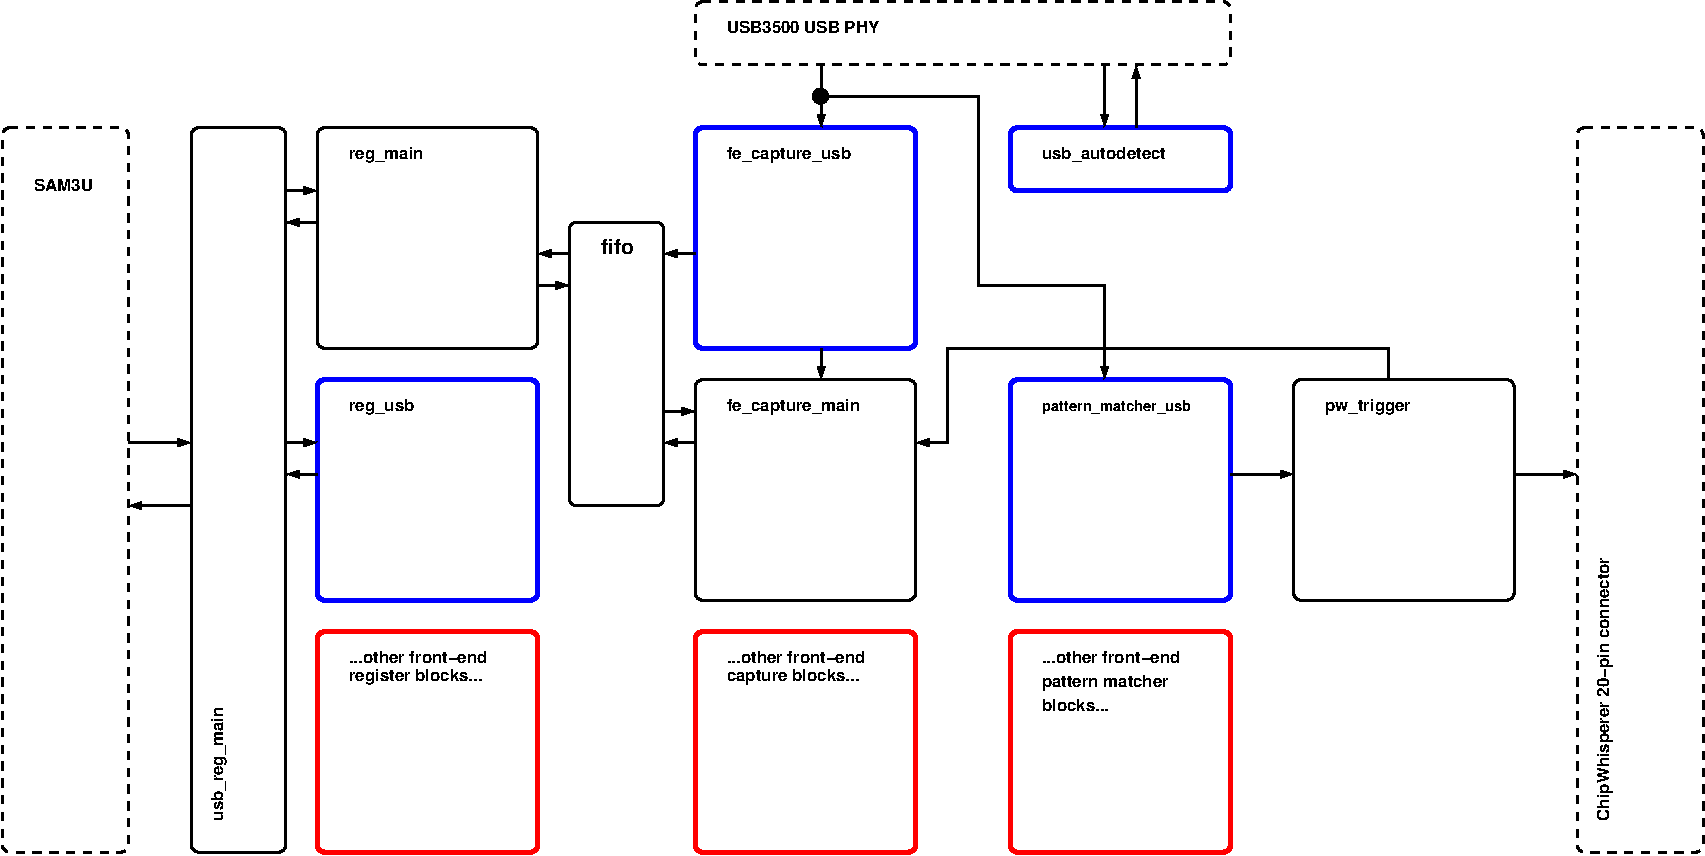 USB3500 USB PHY
SAM3U
reg_main
fe_capture_usb
usb_autodetect
fifo
reg_usb
fe_capture_main
pattern_matcher_usb
pw_trigger
...other front–end
register blocks...
...other front–end
capture blocks...
...other front–end
pattern matcher
blocks...
usb_reg_main
ChipWhisperer 20–pin connector